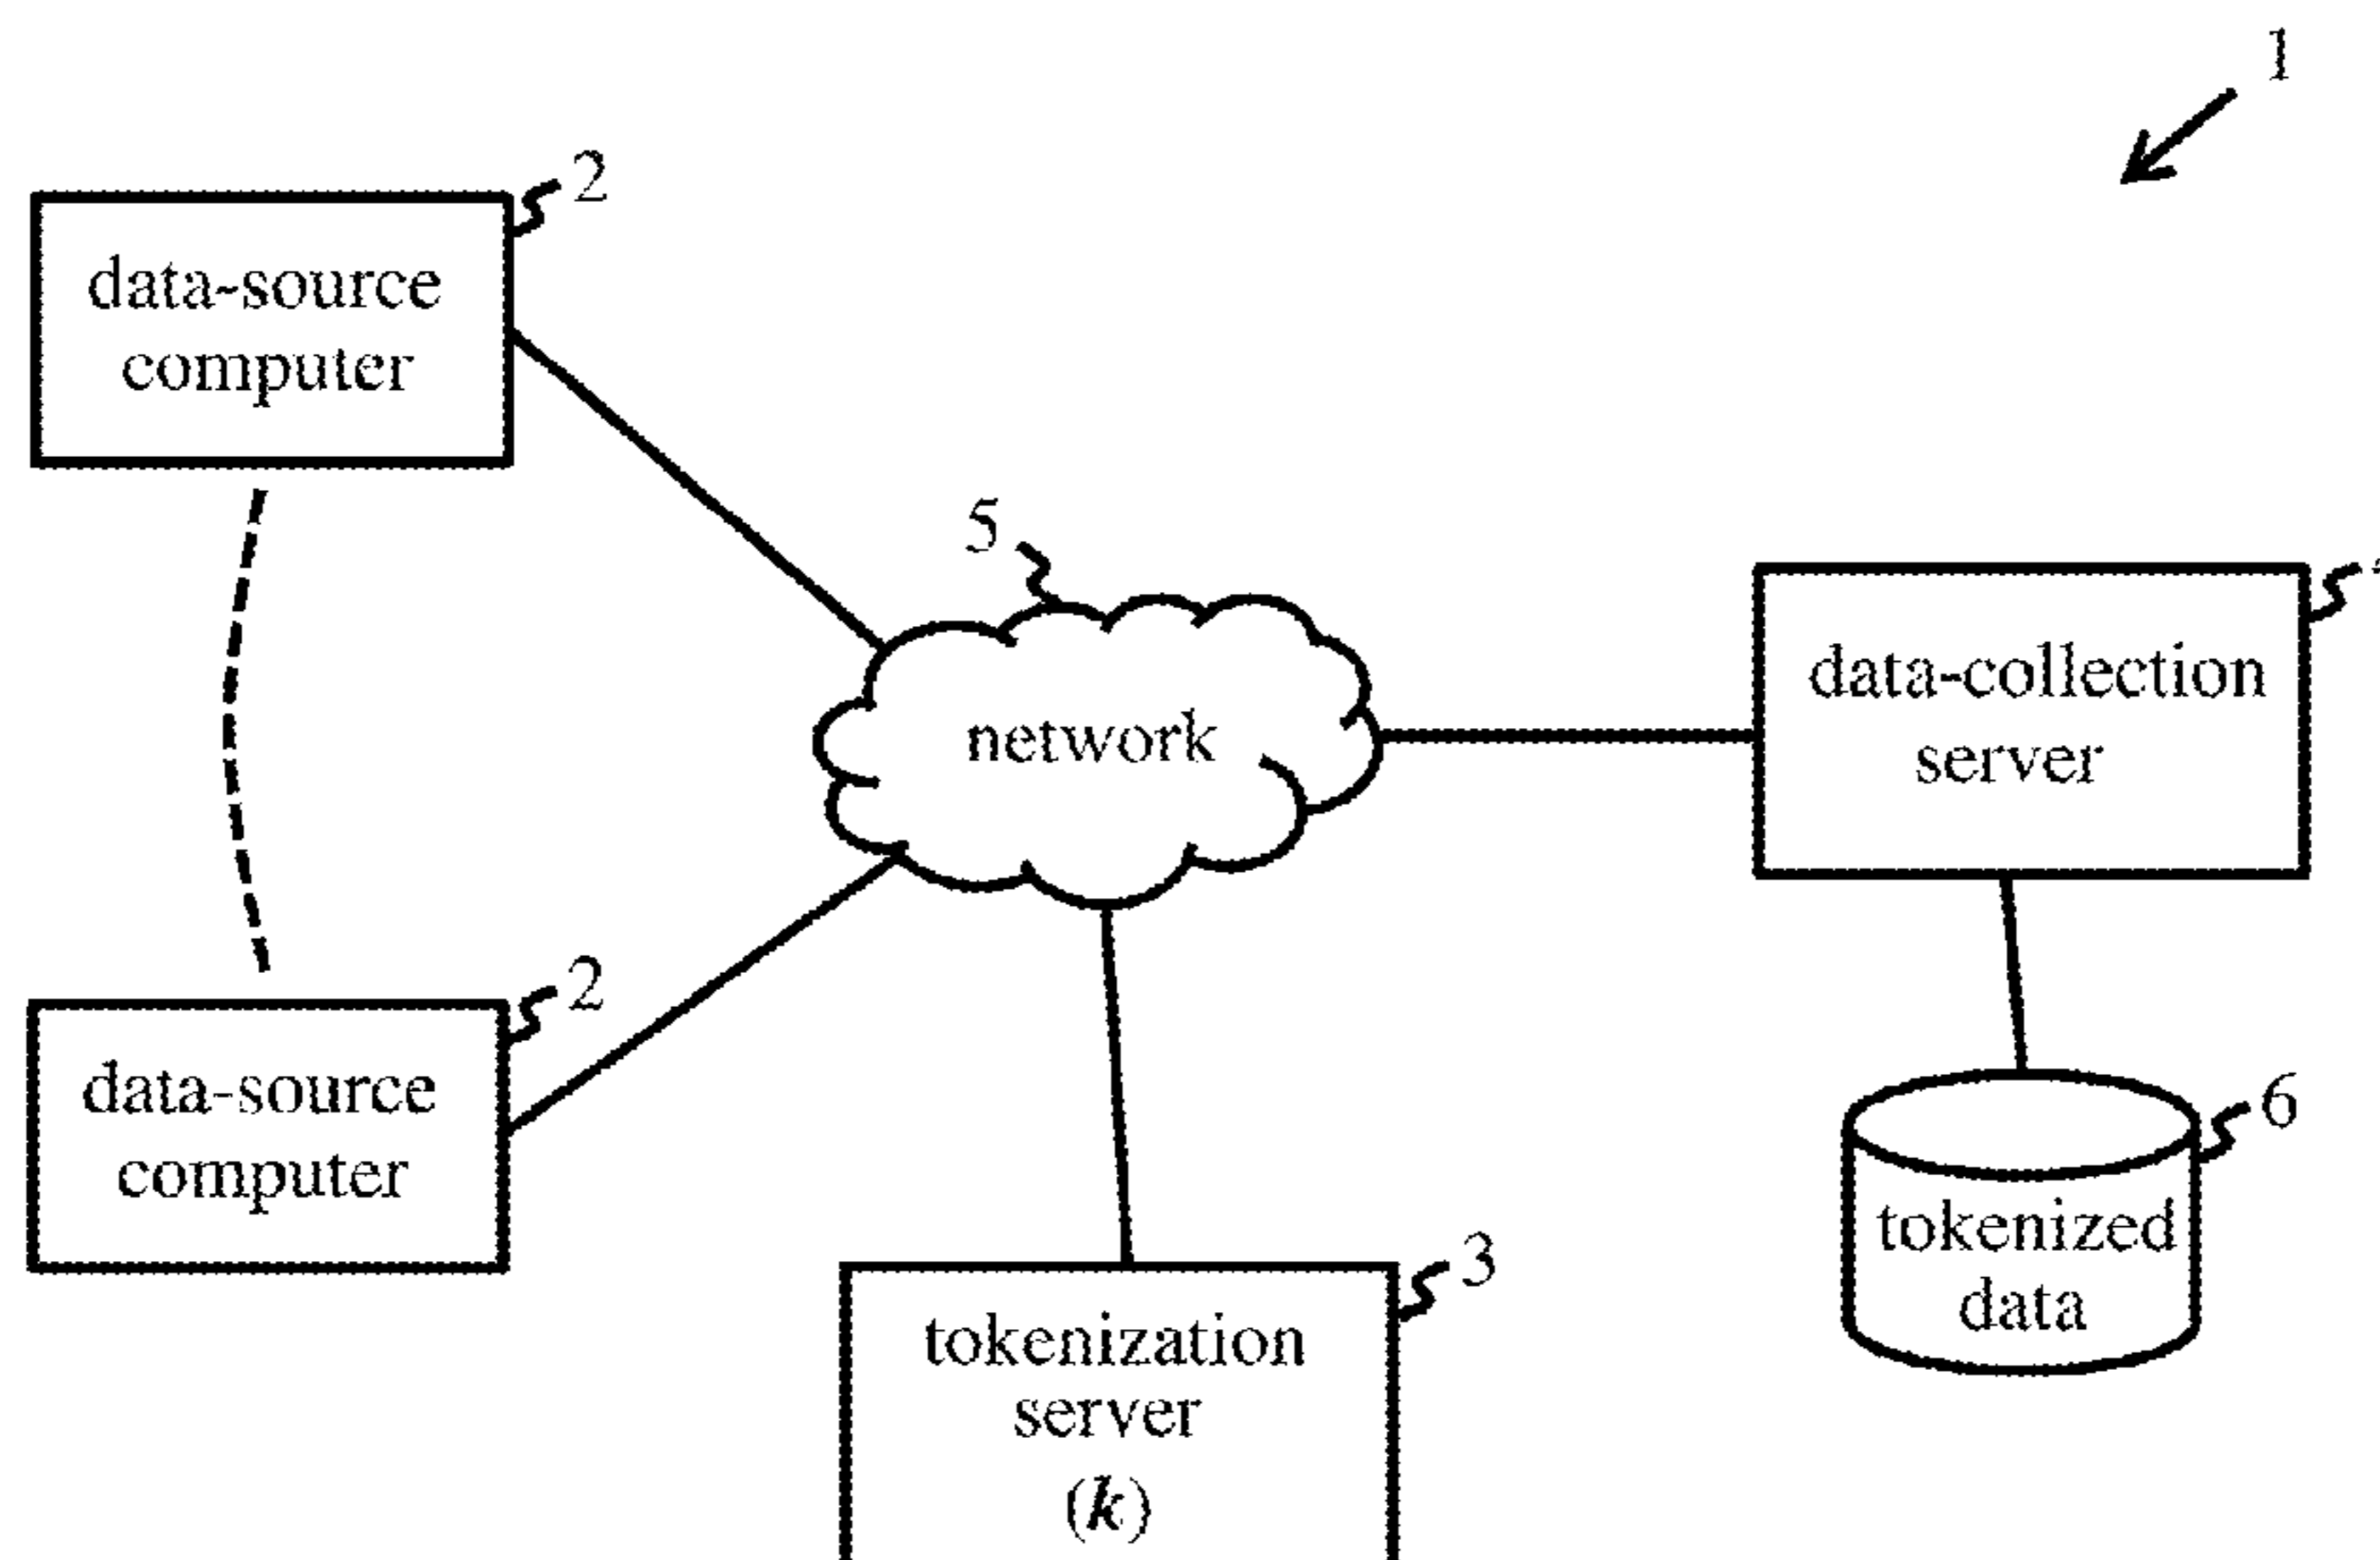 1
2
data-source
computer
5
network
data-collection
server
2
data-source
computer
6
tokenized
data
3
tokenization
server
(k)